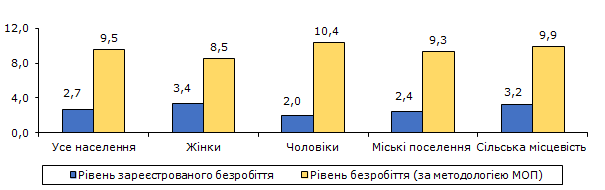 12,0
8,0
4,0
0,0
2,7
9,5
3,4
8,5
2,0
10,4
2,4
9,3
3,2
9,9
Усе населення
Жінки
Чоловіки
Міські поселення
Сільська місцевість
Рівень зареєстрованого безробіття
Рівень безробіття (за методологією МОП)